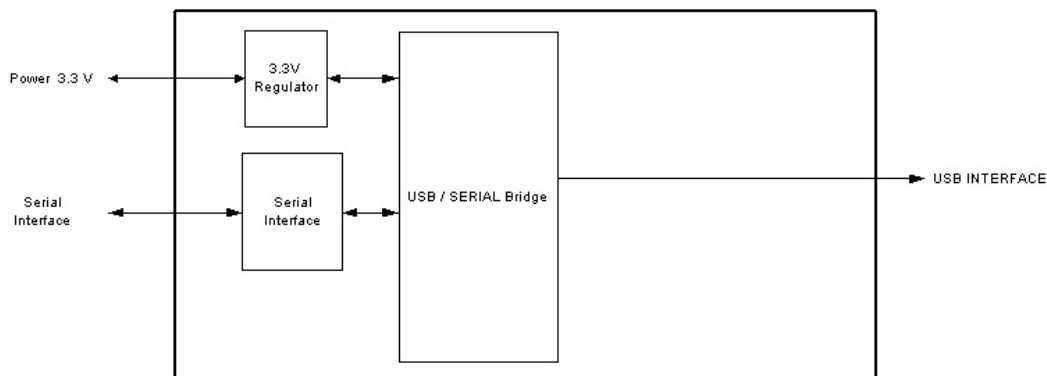 Power 3.3 V
3.3V
Regulator
Serial
Interface
Serial
Interface
USB / SERIAL Bridge
USB INTERFACE